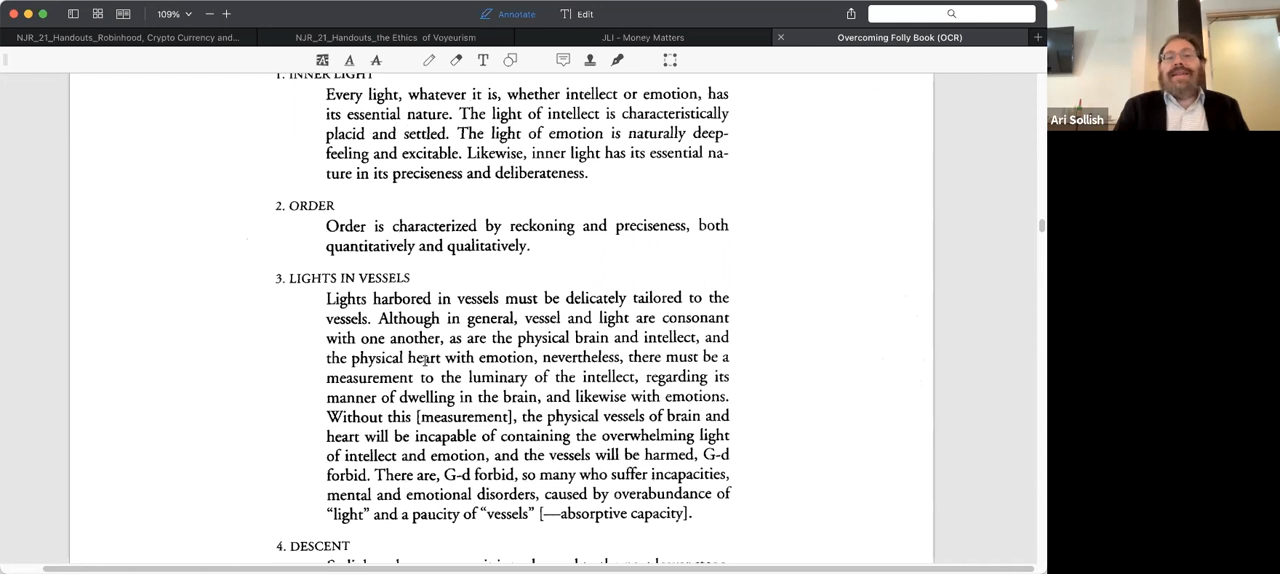 109%
Annotate
Edit
NJR_21_Handouts_Robinhood, Crypto Currency and...
NJR_21_Handouts_the Ethics of Voyeurism
JLI - Money Matters
Overcoming Folly Book (OCR)
Ari Sollish
1. INNER LIGHT
Every light, whatever it is, whether intellect or emotion, has
its essential nature. The light of intellect is characteristically
placid and settled. The light of emotion is naturally deep-
feeling and excitable. Likewise, inner light has its essential na-
ture in its preciseness and deliberateness.
2. ORDER
Order is characterized by reckoning and preciseness, both
quantitatively and qualitatively.
3. LIGHTS IN VESSELS
Lights harbored in vessels must be delicately tailored to the
vessels. Although in general, vessel and light are consonant
with one another, as are the physical brain and intellect, and
the physical heart with emotion, nevertheless, there must be a
measurement to the luminary of the intellect, regarding its
manner of dwelling in the brain, and likewise with emotions.
Without this [measurement], the physical vessels of brain and
heart will be incapable of containing the overwhelming light
of intellect and emotion, and the vessels will be harmed, G-d
forbid. There are, G-d forbid, so many who suffer incapacities,
mental and emotional disorders, caused by overabundance of
“light” and a paucity of “vessels” [—absorptive capacity].
4. DESCENT